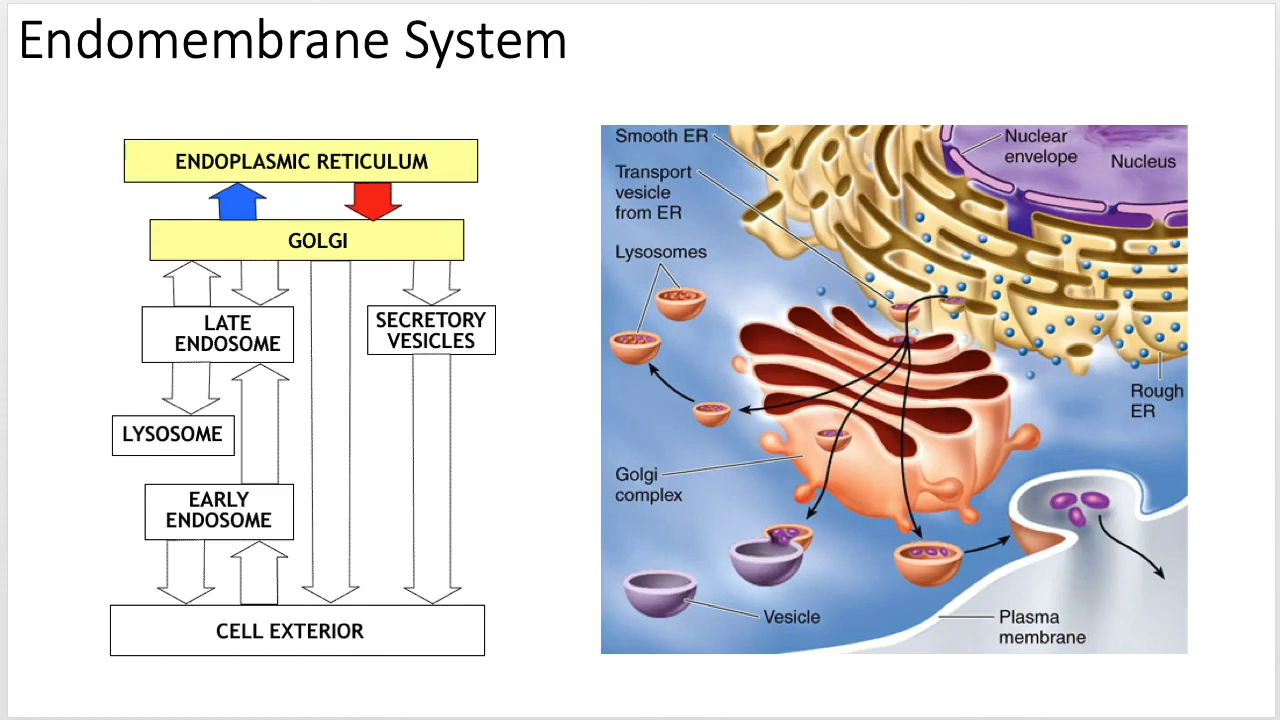 Endomembrane System
ENDOPLASMIC RETICULUM
GOLGI
LATE
ENDOSOME
SECRETORY
VESICLES
LYSOSOME
EARLY
ENDOSOME
CELL EXTERIOR
Smooth ER
Transport
vesicle
from ER
Lysosomes
Nuclear
envelope
Nucleus
Rough
ER
Golgi
complex
Vesicle
Plasma
membrane